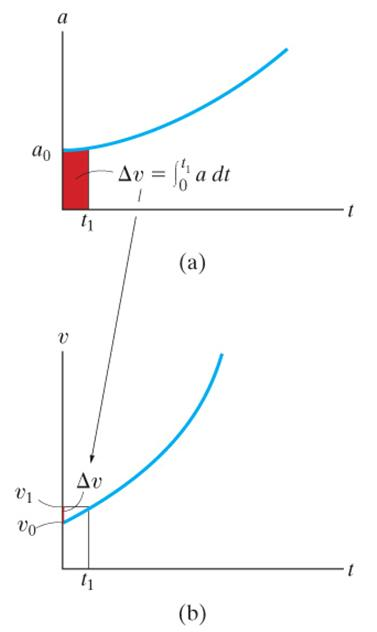 a
a₀
Δv = ∫₀^t₁ a dt
t₁
t
(a)
v
Δv
v₁
v₀
t₁
t
(b)